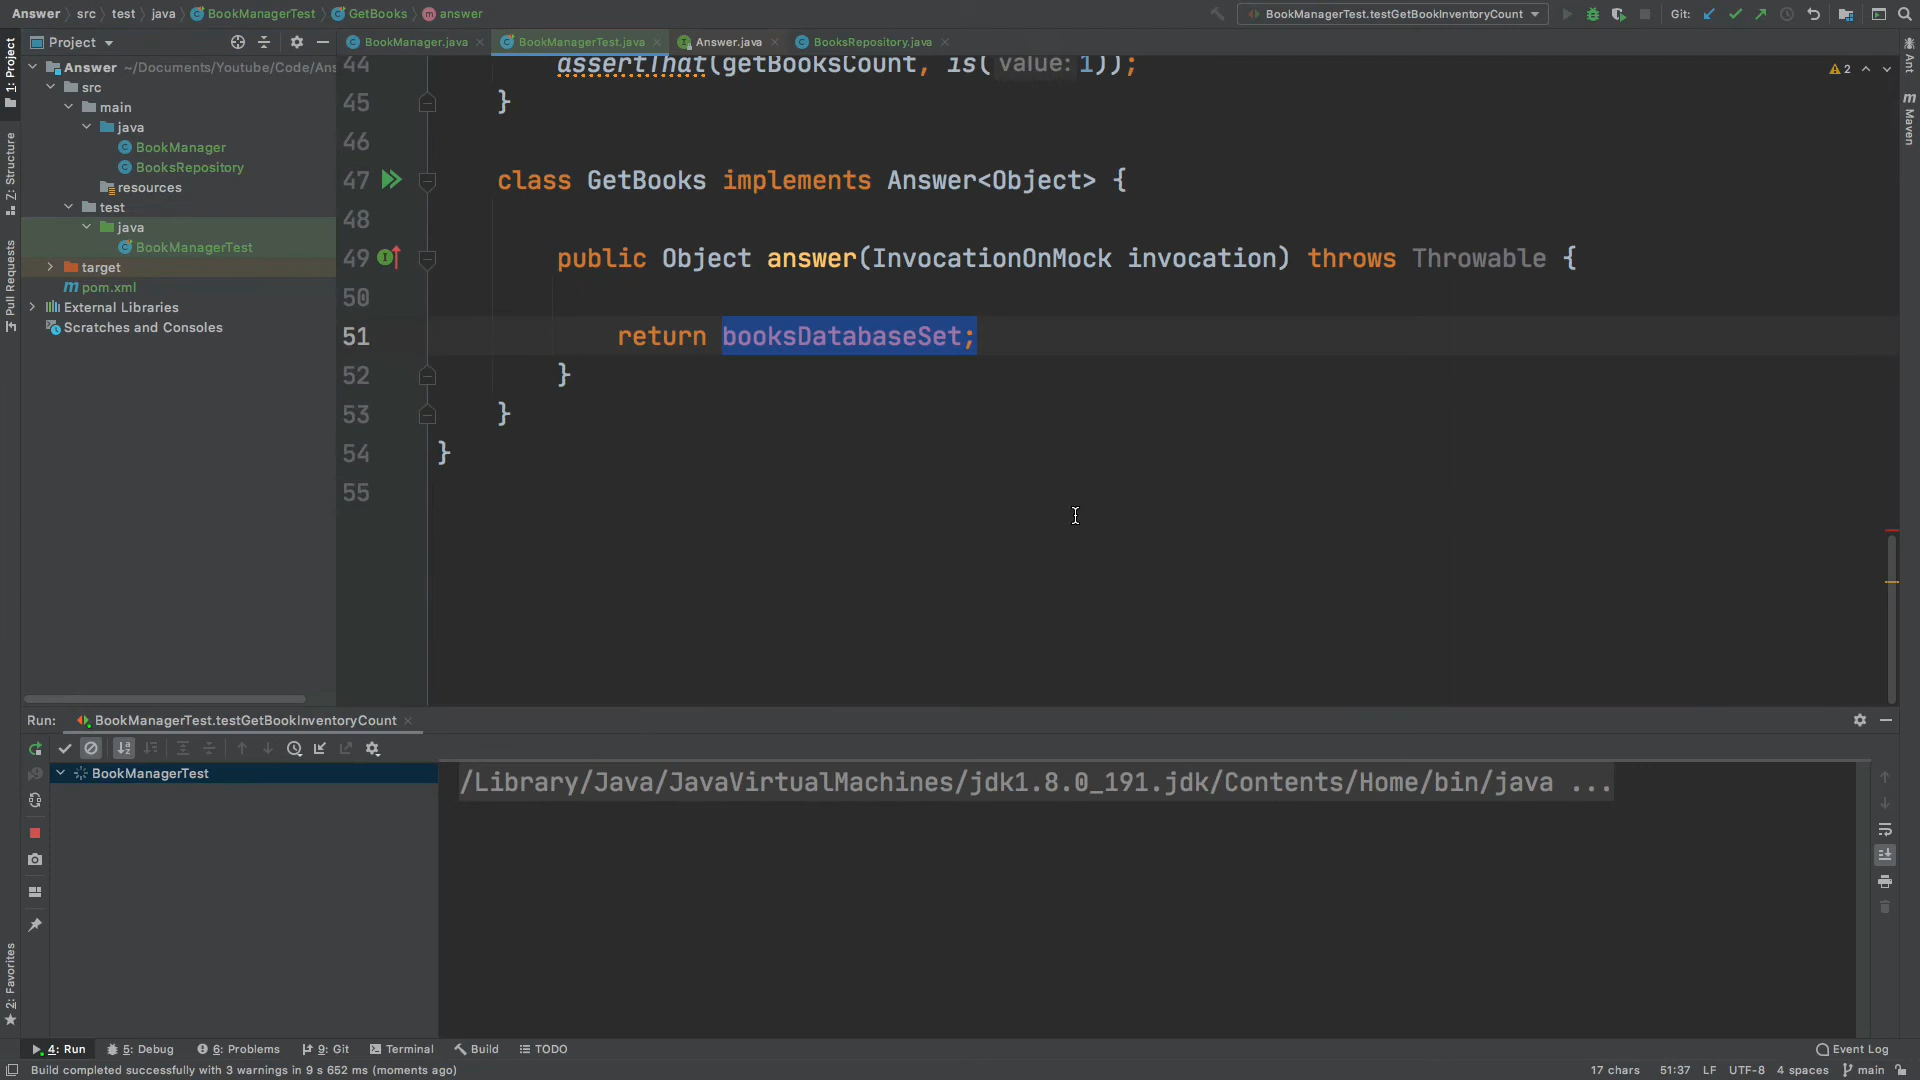 Answer src test java BookManagerTest GetBooks answer
BookManagerTest.testGetBookInventoryCount
Git:
1: Project
Z: Structure
Pull Requests
2: Favorites
Project
Answer ~/Documents/Youtube/Code/Ans
src
main
java
BookManager
BooksRepository
resources
test
java
BookManagerTest
target
pom.xml
External Libraries
Scratches and Consoles
BookManager.java BookManagerTest.java Answer.java BooksRepository.java
2
Ant
Maven
44 assertThat(getBooksCount, is( value: 1));
45 }
46
47 class GetBooks implements Answer<Object> {
48
49 public Object answer(InvocationOnMock invocation) throws Throwable {
50
51 return booksDatabaseSet;
52 }
53 }
54 }
55
Run: BookManagerTest.testGetBookInventoryCount
BookManagerTest
/Library/Java/JavaVirtualMachines/jdk1.8.0_191.jdk/Contents/Home/bin/java ...
4: Run 5: Debug 6: Problems 9: Git Terminal Build TODO Event Log
Build completed successfully with 3 warnings in 9 s 652 ms (moments ago) 17 chars 51:37 LF UTF-8 4 spaces main